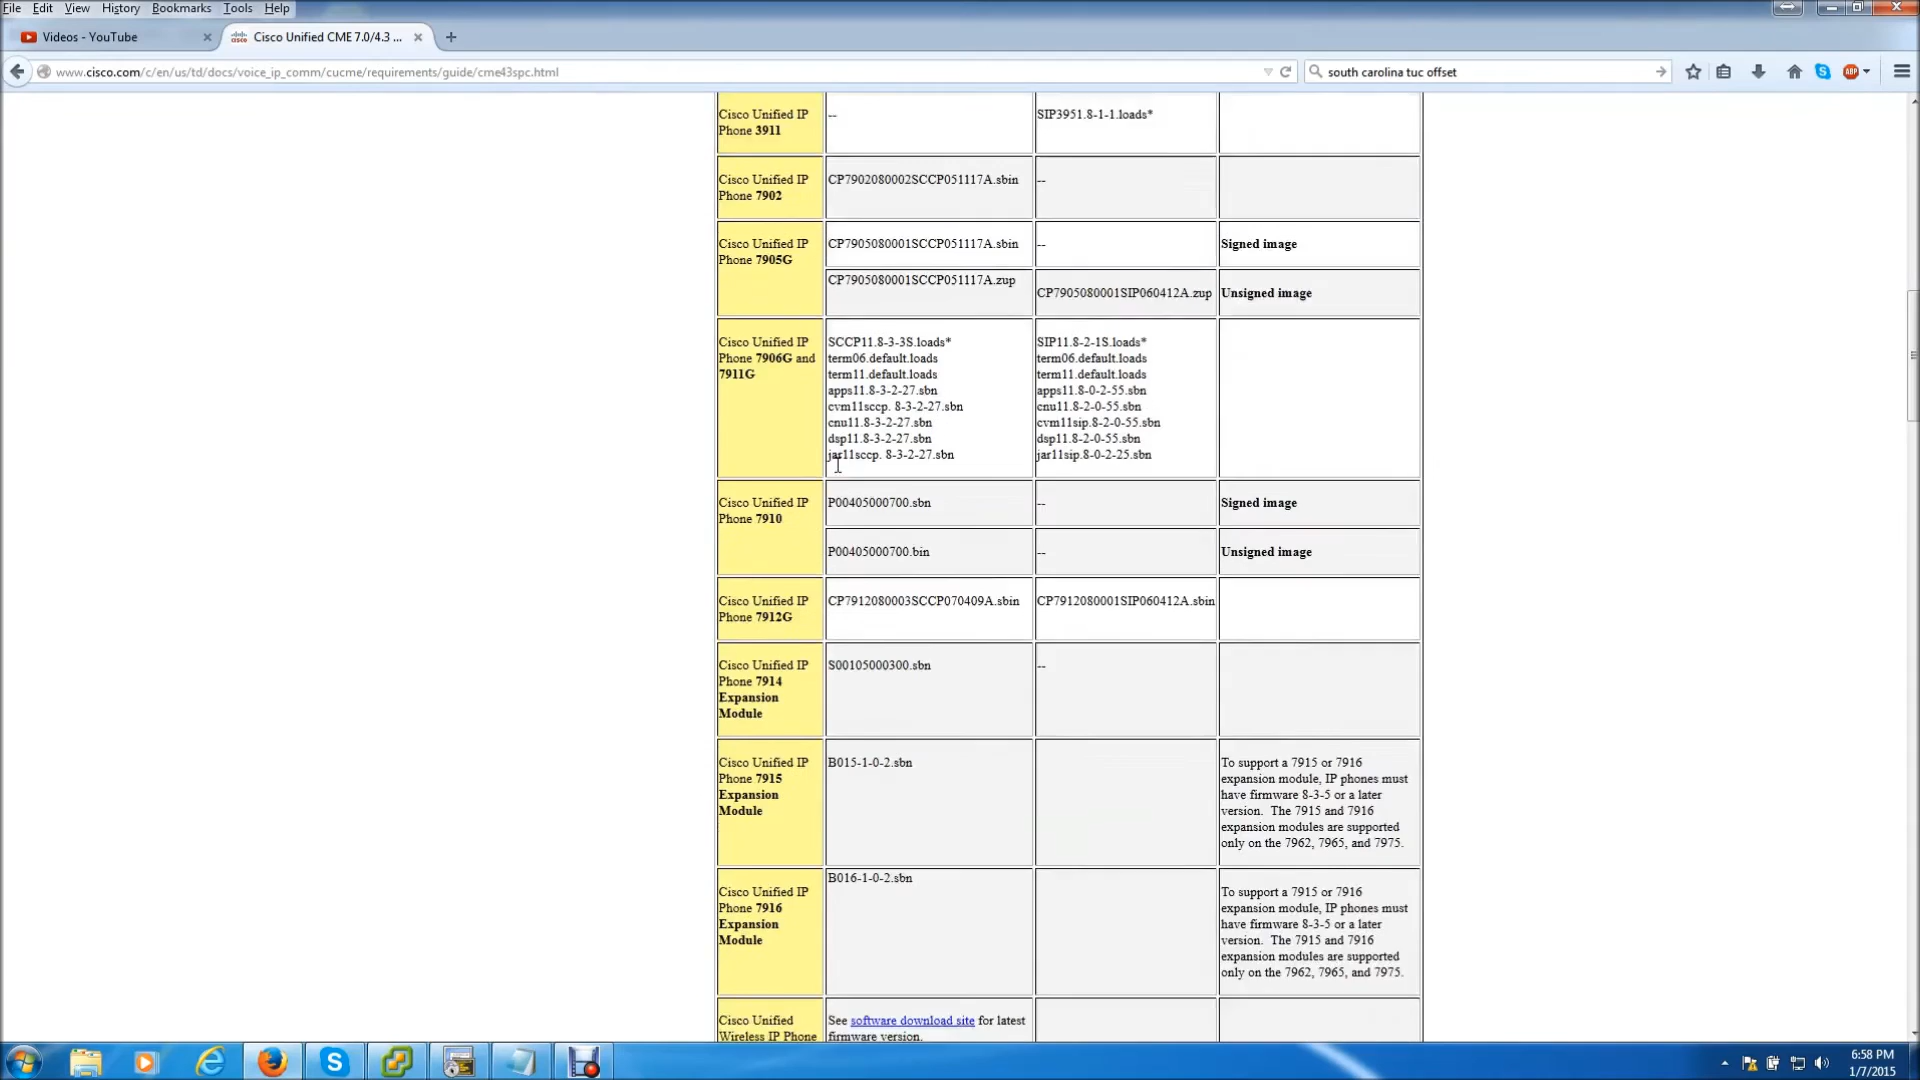 File Edit View History Bookmarks Tools Help
Videos - YouTube
Cisco Unified CME 7.0/4.3 ...
www.cisco.com/c/en/us/td/docs/voice_ip_comm/cucme/requirements/guide/cme43spc.html
south carolina tuc offset
ABP
Cisco Unified IP
Phone 3911
--
SIP3951.8-1-1.loads*
Cisco Unified IP
Phone 7902
CP7902080002SCCP051117A.sbin
--
Cisco Unified IP
Phone 7905G
CP7905080001SCCP051117A.sbin
--
Signed image
CP7905080001SCCP051117A.zup
CP7905080001SIP060412A.zup
Unsigned image
Cisco Unified IP
Phone 7906G and
7911G
SCCP11.8-3-3S.loads*
term06.default.loads
term11.default.loads
apps11.8-3-2-27.sbn
cvm11sccp. 8-3-2-27.sbn
cnu11.8-3-2-27.sbn
dsp11.8-3-2-27.sbn
jar11sccp. 8-3-2-27.sbn
SIP11.8-2-1S.loads*
term06.default.loads
term11.default.loads
apps11.8-0-2-55.sbn
cnu11.8-2-0-55.sbn
cvm11sip.8-2-0-55.sbn
dsp11.8-2-0-55.sbn
jar11sip.8-0-2-25.sbn
Cisco Unified IP
Phone 7910
P00405000700.sbn
--
Signed image
P00405000700.bin
--
Unsigned image
Cisco Unified IP
Phone 7912G
CP7912080003SCCP070409A.sbin
CP7912080001SIP060412A.sbin
Cisco Unified IP
Phone 7914
Expansion
Module
S00105000300.sbn
--
Cisco Unified IP
Phone 7915
Expansion
Module
B015-1-0-2.sbn
To support a 7915 or 7916
expansion module, IP phones must
have firmware 8-3-5 or a later
version.  The 7915 and 7916
expansion modules are supported
only on the 7962, 7965, and 7975.
Cisco Unified IP
Phone 7916
Expansion
Module
B016-1-0-2.sbn
To support a 7915 or 7916
expansion module, IP phones must
have firmware 8-3-5 or a later
version.  The 7915 and 7916
expansion modules are supported
only on the 7962, 7965, and 7975.
Cisco Unified
Wireless IP Phone
See software download site for latest
firmware version.
6:58 PM
1/7/2015